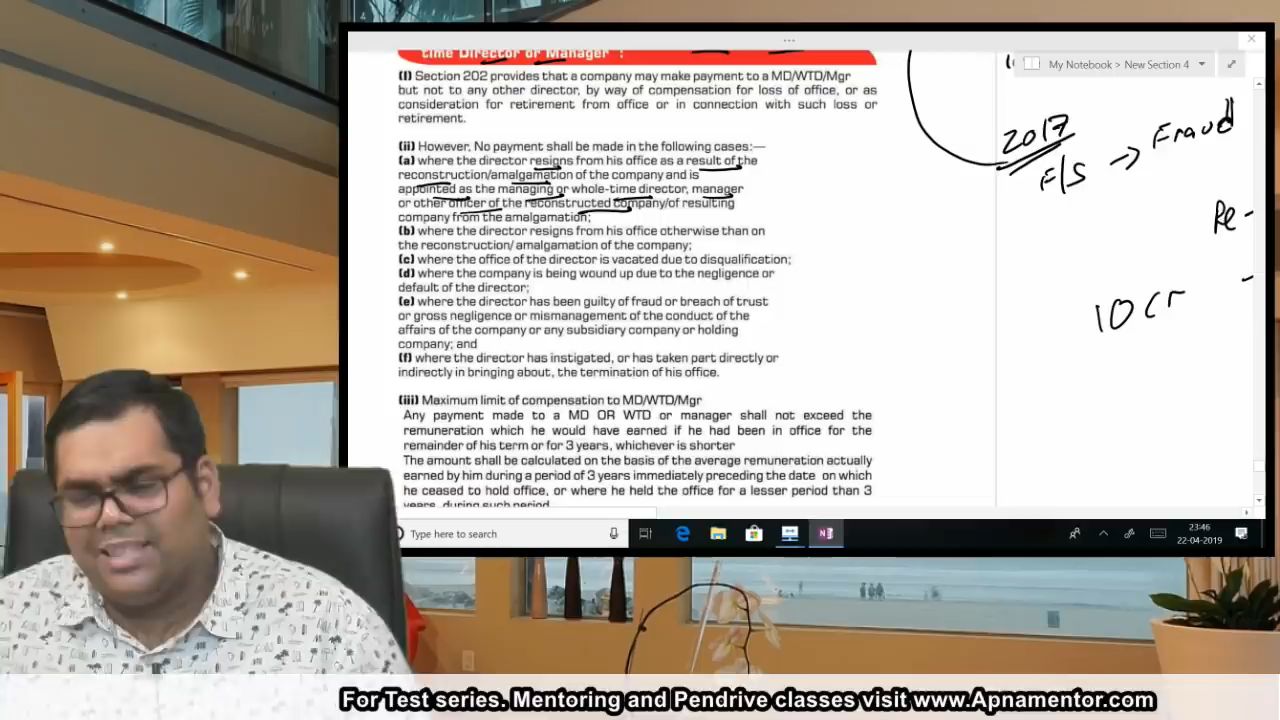 time Director or Manager :
My Notebook > New Section 4
(i) Section 202 provides that a company may make payment to a MD/WTD/Mgr
but not to any other director, by way of compensation for loss of office, or as
consideration for retirement from office or in connection with such loss or
retirement.
(ii) However, No payment shall be made in the following cases:—
(a) where the director resigns from his office as a result of the
reconstruction/amalgamation of the company and is
appointed as the managing or whole-time director, manager
or other officer of the reconstructed company/of resulting
company from the amalgamation;
(b) where the director resigns from his office otherwise than on
the reconstruction/ amalgamation of the company;
(c) where the office of the director is vacated due to disqualification;
(d) where the company is being wound up due to the negligence or
default of the director;
(e) where the director has been guilty of fraud or breach of trust
or gross negligence or mismanagement of the conduct of the
affairs of the company or any subsidiary company or holding
company; and
(f) where the director has instigated, or has taken part directly or
indirectly in bringing about, the termination of his office.
(iii) Maximum limit of compensation to MD/WTD/Mgr
Any payment made to a MD OR WTD or manager shall not exceed the
remuneration which he would have earned if he had been in office for the
remainder of his term or for 3 years, whichever is shorter
The amount shall be calculated on the basis of the average remuneration actually
earned by him during a period of 3 years immediately preceding the date on which
he ceased to hold office, or where he held the office for a lesser period than 3
years, during such period
2017
F/S → Fraud
Re-
10 cr
Type here to search
23:46
22-04-2019
For Test series. Mentoring and Pendrive classes visit www.Apnamentor.com